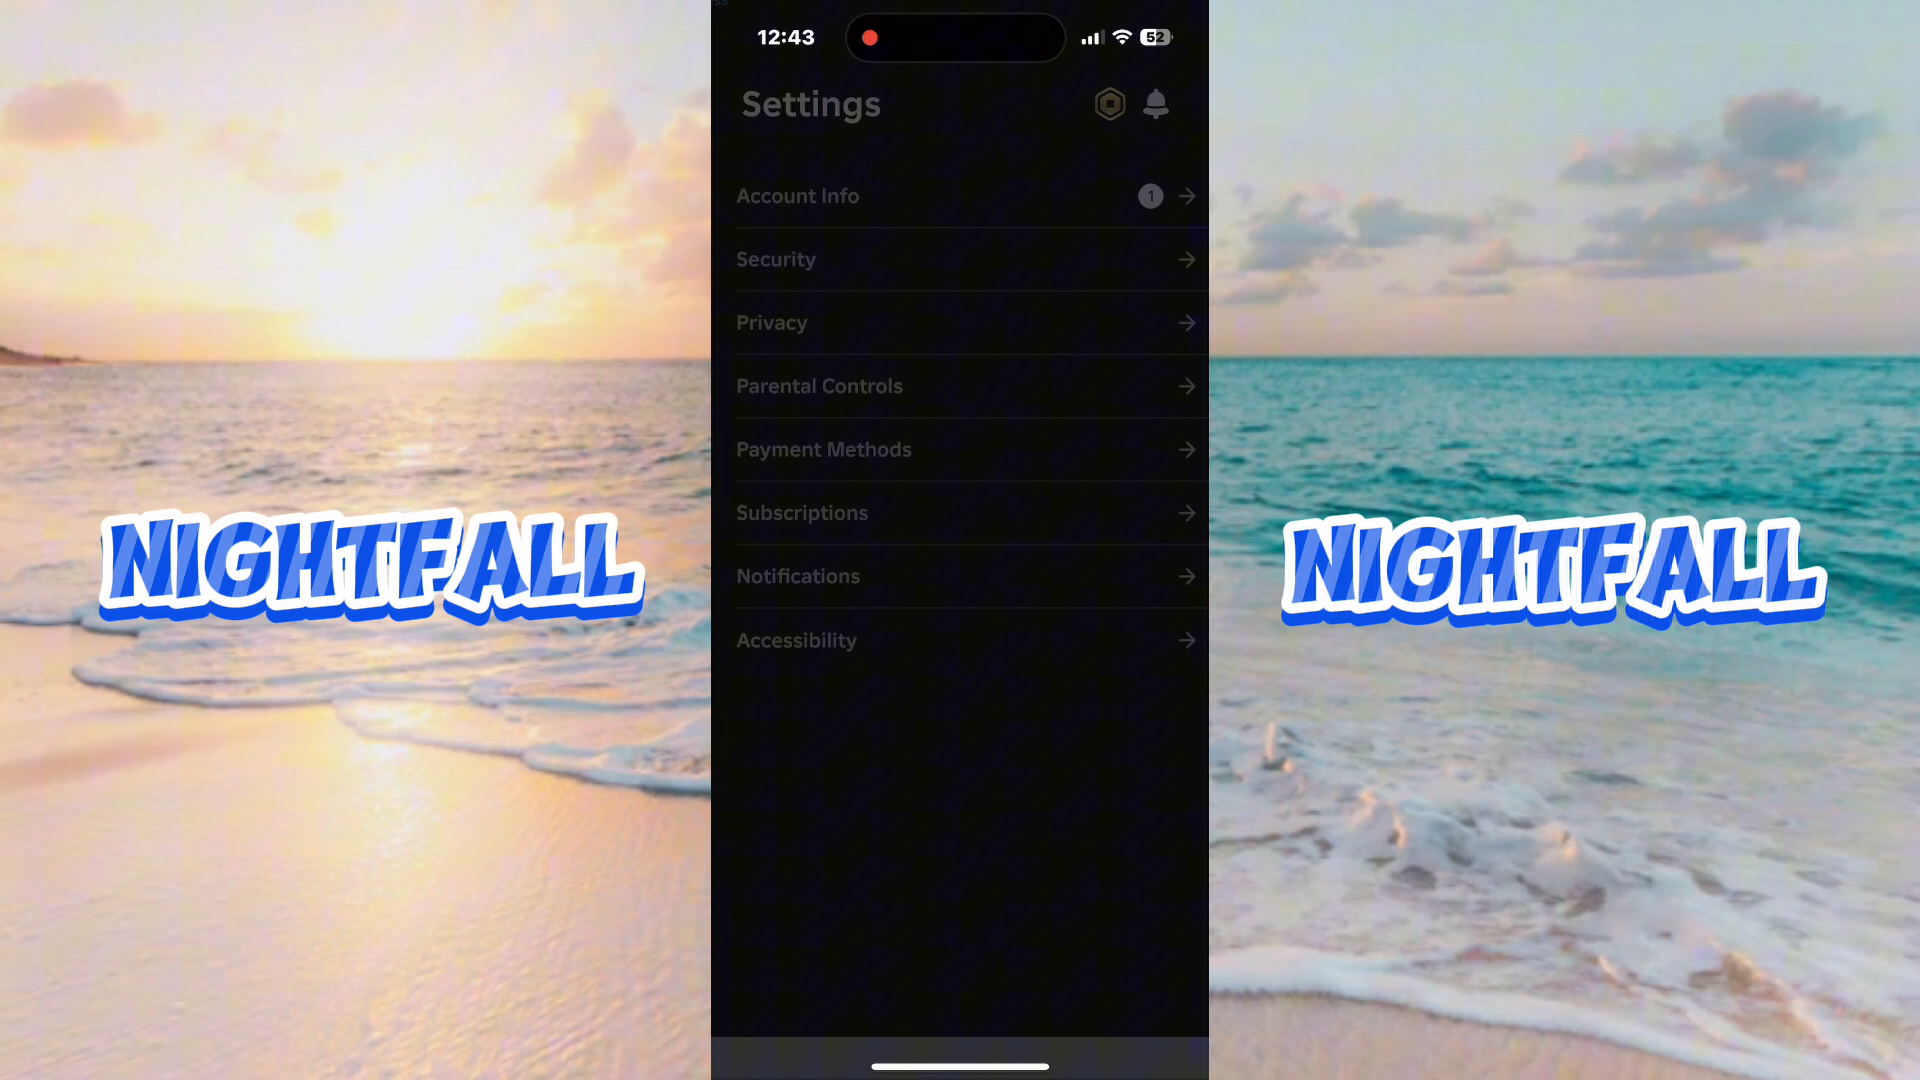 12:43
52
Settings
Account Info
1
Security
Privacy
Parental Controls
Payment Methods
Subscriptions
Notifications
Accessibility
NIGHTFALL
NIGHTFALL